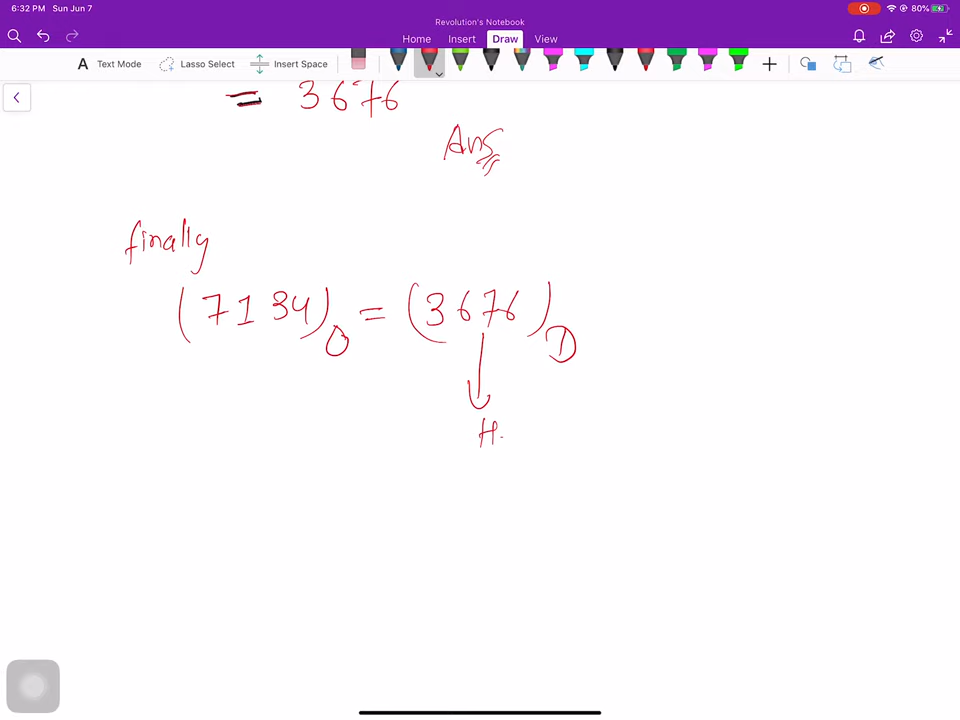 6:32 PM Sun Jun 7
80%
Revolution's Notebook
Home Insert Draw View
A Text Mode Lasso Select Insert Space
= 3676
Ans
finally
(7134)O = (3676)D
H.